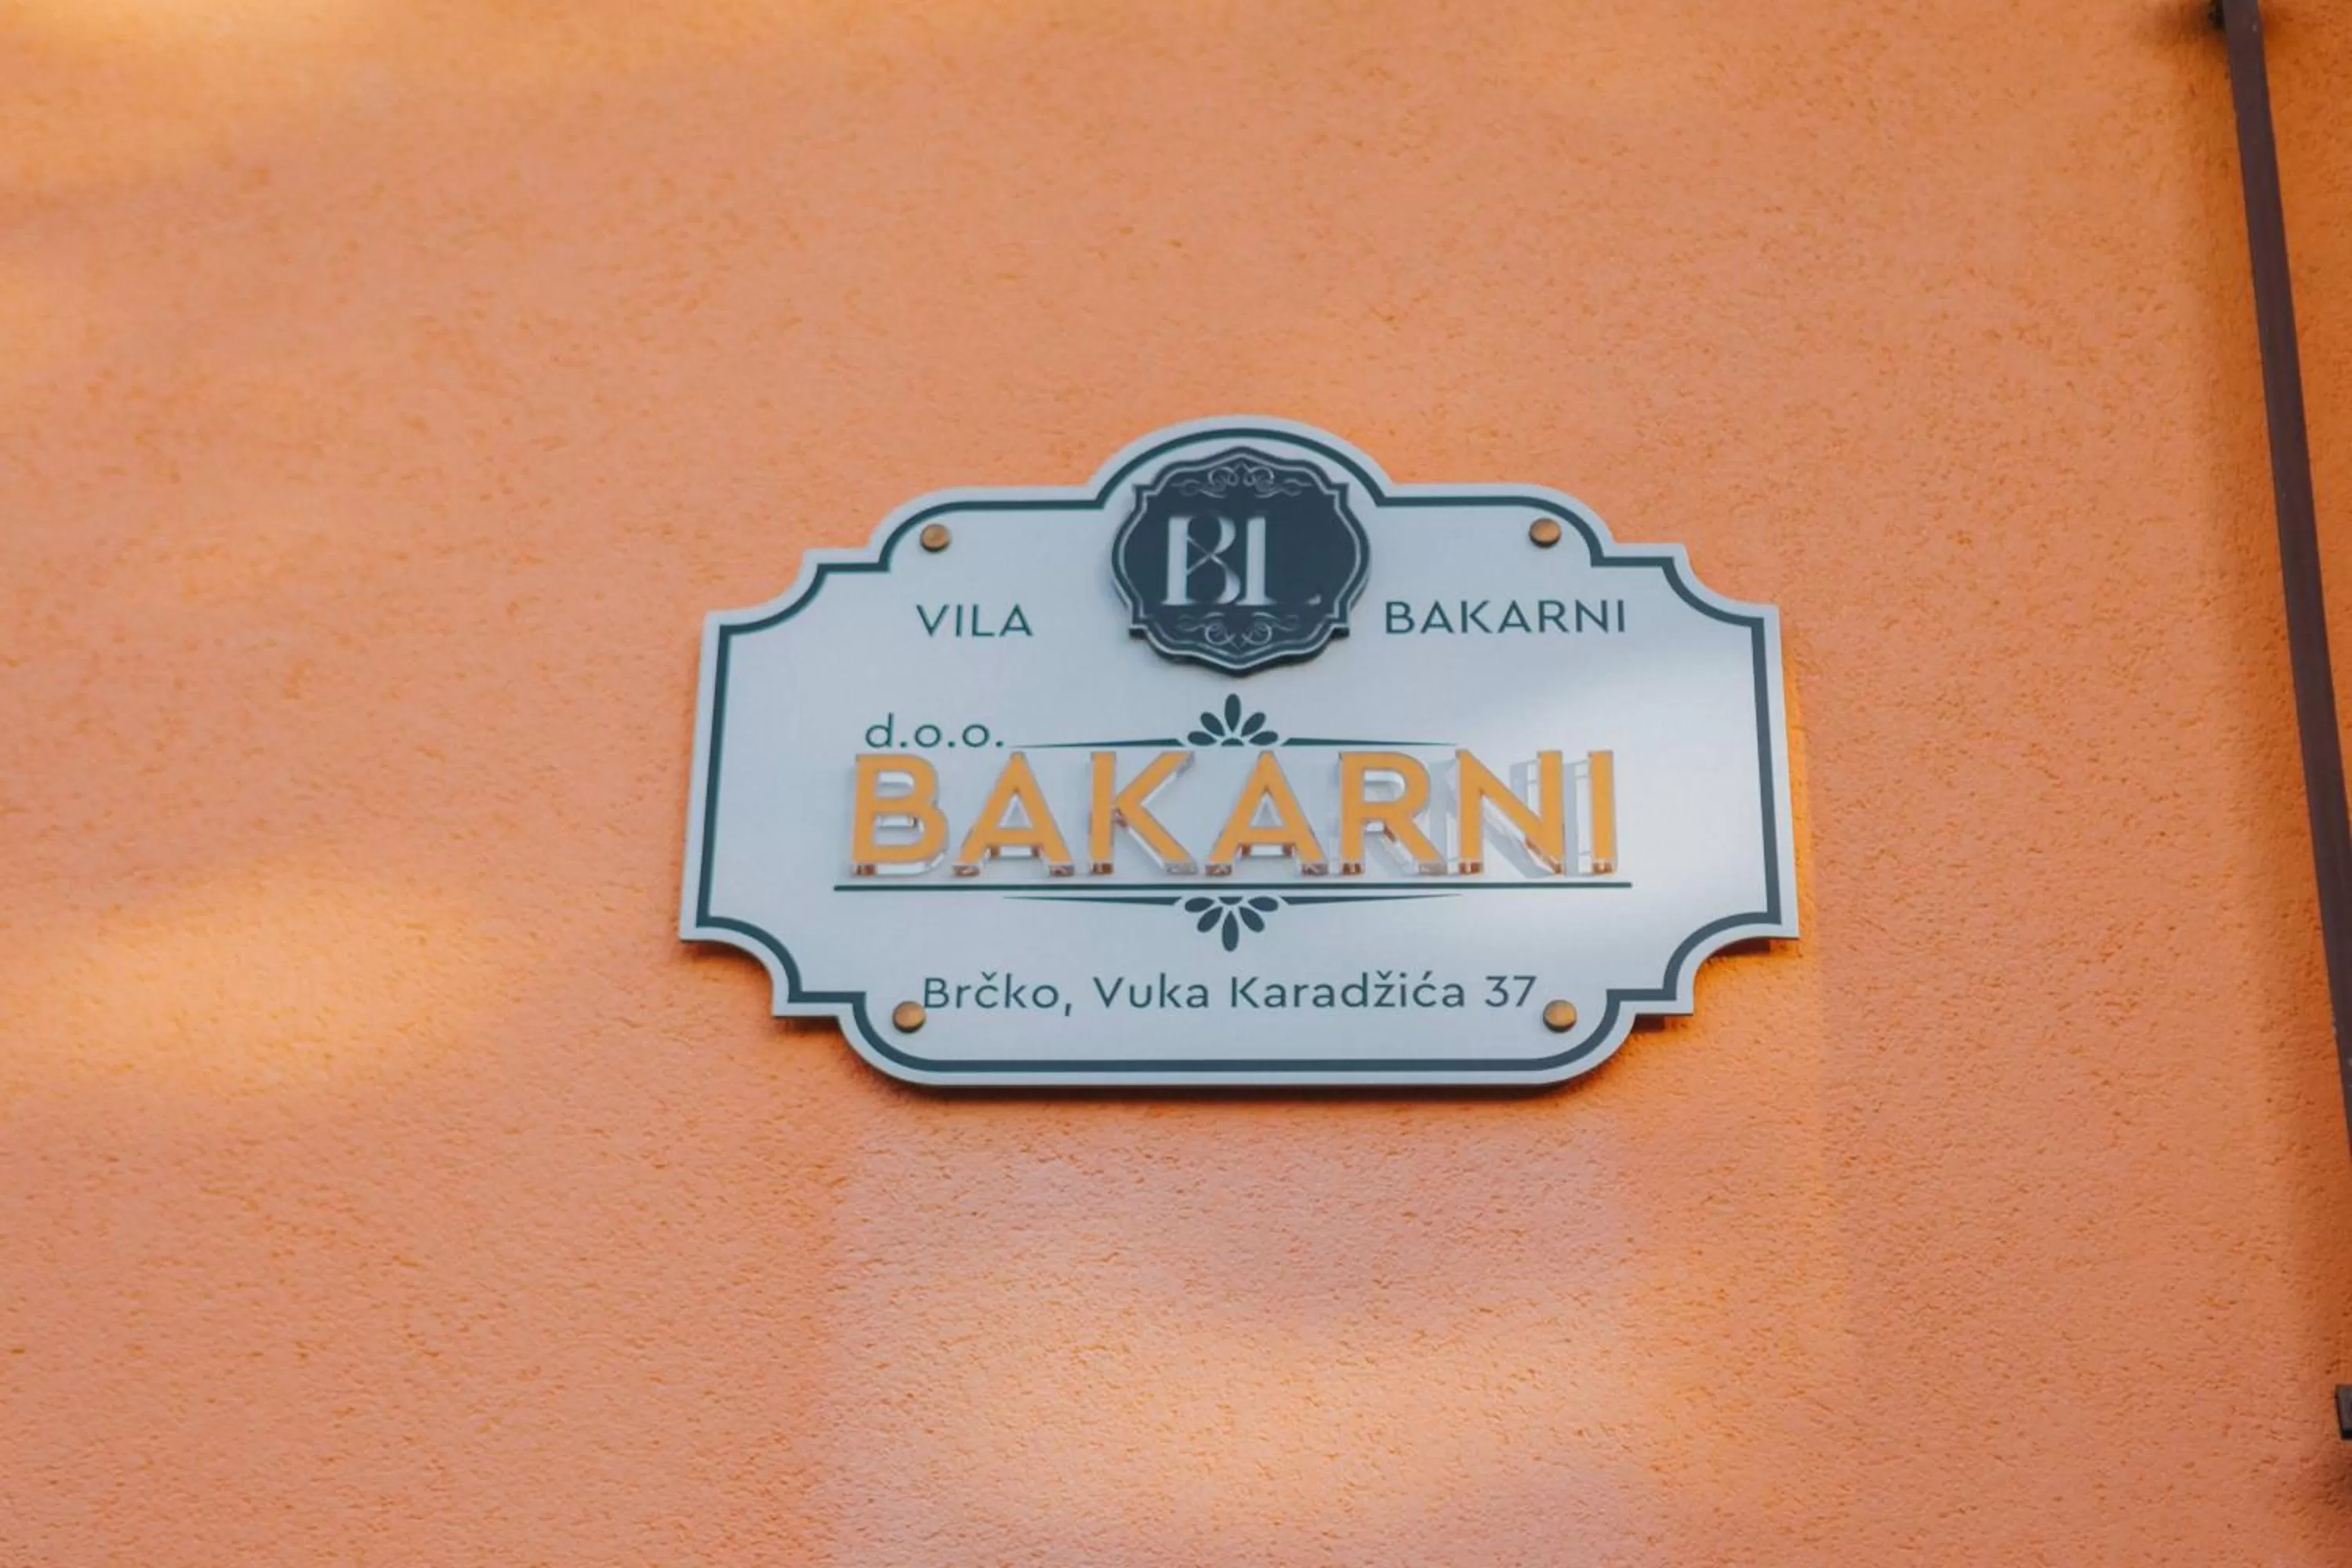 BL
VILA BAKARNI
d.o.o.
BAKARNI
Brčko, Vuka Karadžića 37